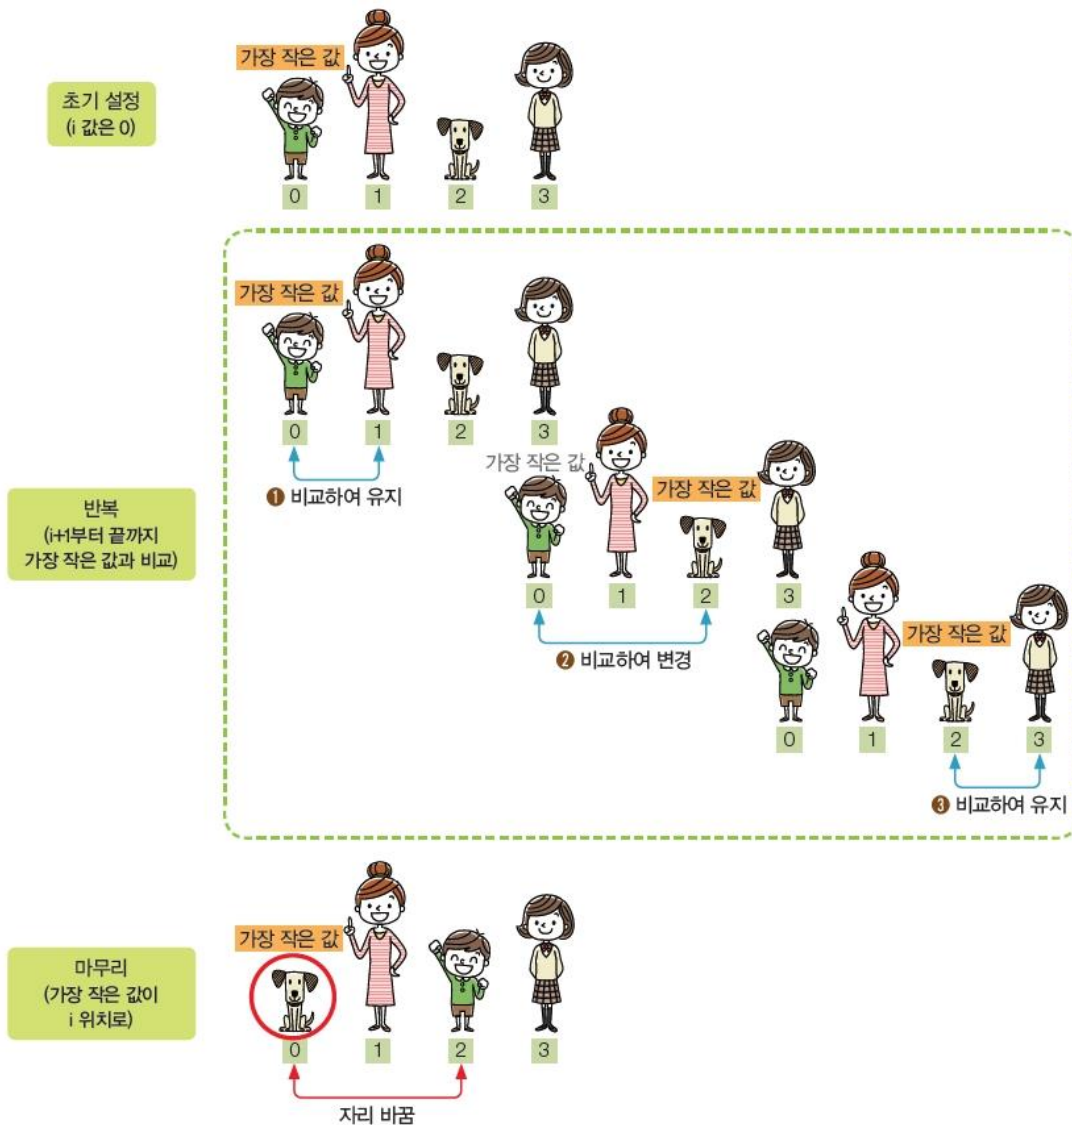 초기 설정
(i 값은 0)
가장 작은 값
0 1 2 3
반복
(i+1부터 끝까지
가장 작은 값과 비교)
가장 작은 값
0 1 2 3
❶ 비교하여 유지
가장 작은 값
가장 작은 값
0 1 2 3
❷ 비교하여 변경
가장 작은 값
0 1 2 3
❸ 비교하여 유지
마무리
(가장 작은 값이
i 위치로)
가장 작은 값
0 1 2 3
자리 바꿈